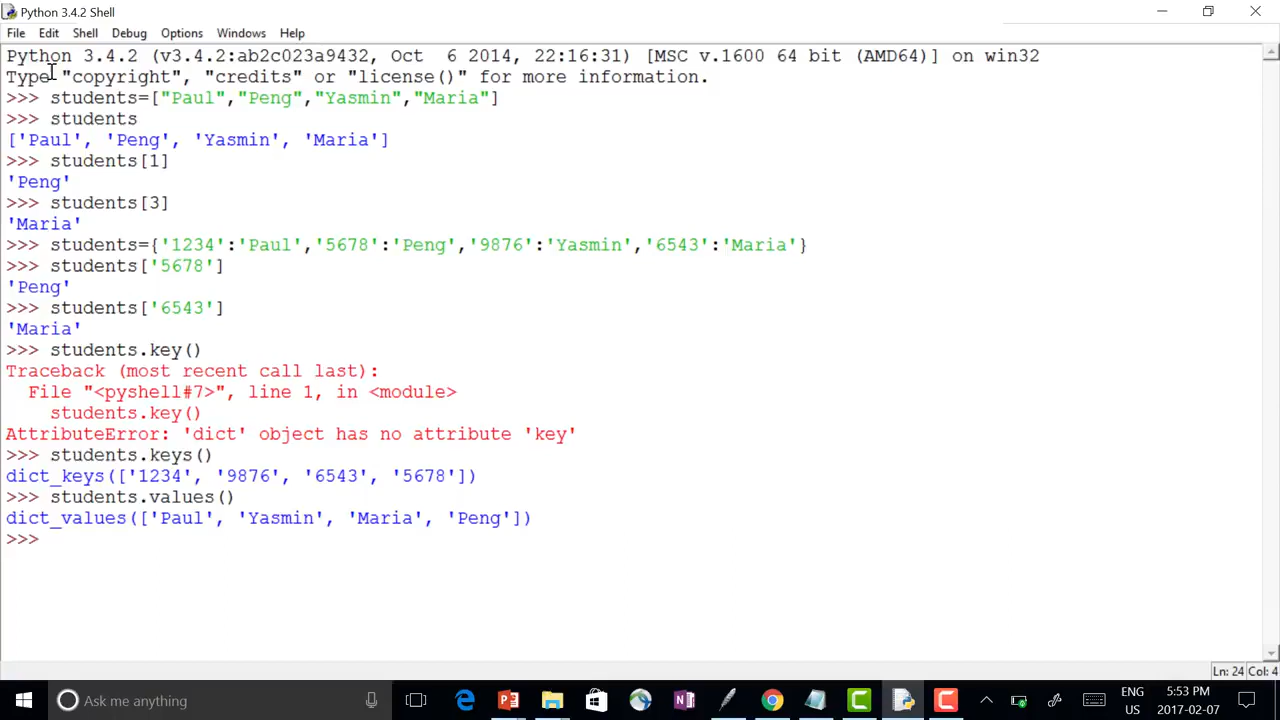 Python 3.4.2 Shell
File Edit Shell Debug Options Windows Help
Python 3.4.2 (v3.4.2:ab2c023a9432, Oct  6 2014, 22:16:31) [MSC v.1600 64 bit (AMD64)] on win32
Type "copyright", "credits" or "license()" for more information.
>>> students=["Paul","Peng","Yasmin","Maria"]
>>> students
['Paul', 'Peng', 'Yasmin', 'Maria']
>>> students[1]
'Peng'
>>> students[3]
'Maria'
>>> students={'1234':'Paul','5678':'Peng','9876':'Yasmin','6543':'Maria'}
>>> students['5678']
'Peng'
>>> students['6543']
'Maria'
>>> students.key()
Traceback (most recent call last):
  File "<pyshell#7>", line 1, in <module>
    students.key()
AttributeError: 'dict' object has no attribute 'key'
>>> students.keys()
dict_keys(['1234', '9876', '6543', '5678'])
>>> students.values()
dict_values(['Paul', 'Yasmin', 'Maria', 'Peng'])
>>>
Ln: 24 Col: 4
Ask me anything
ENG 5:53 PM
US 2017-02-07